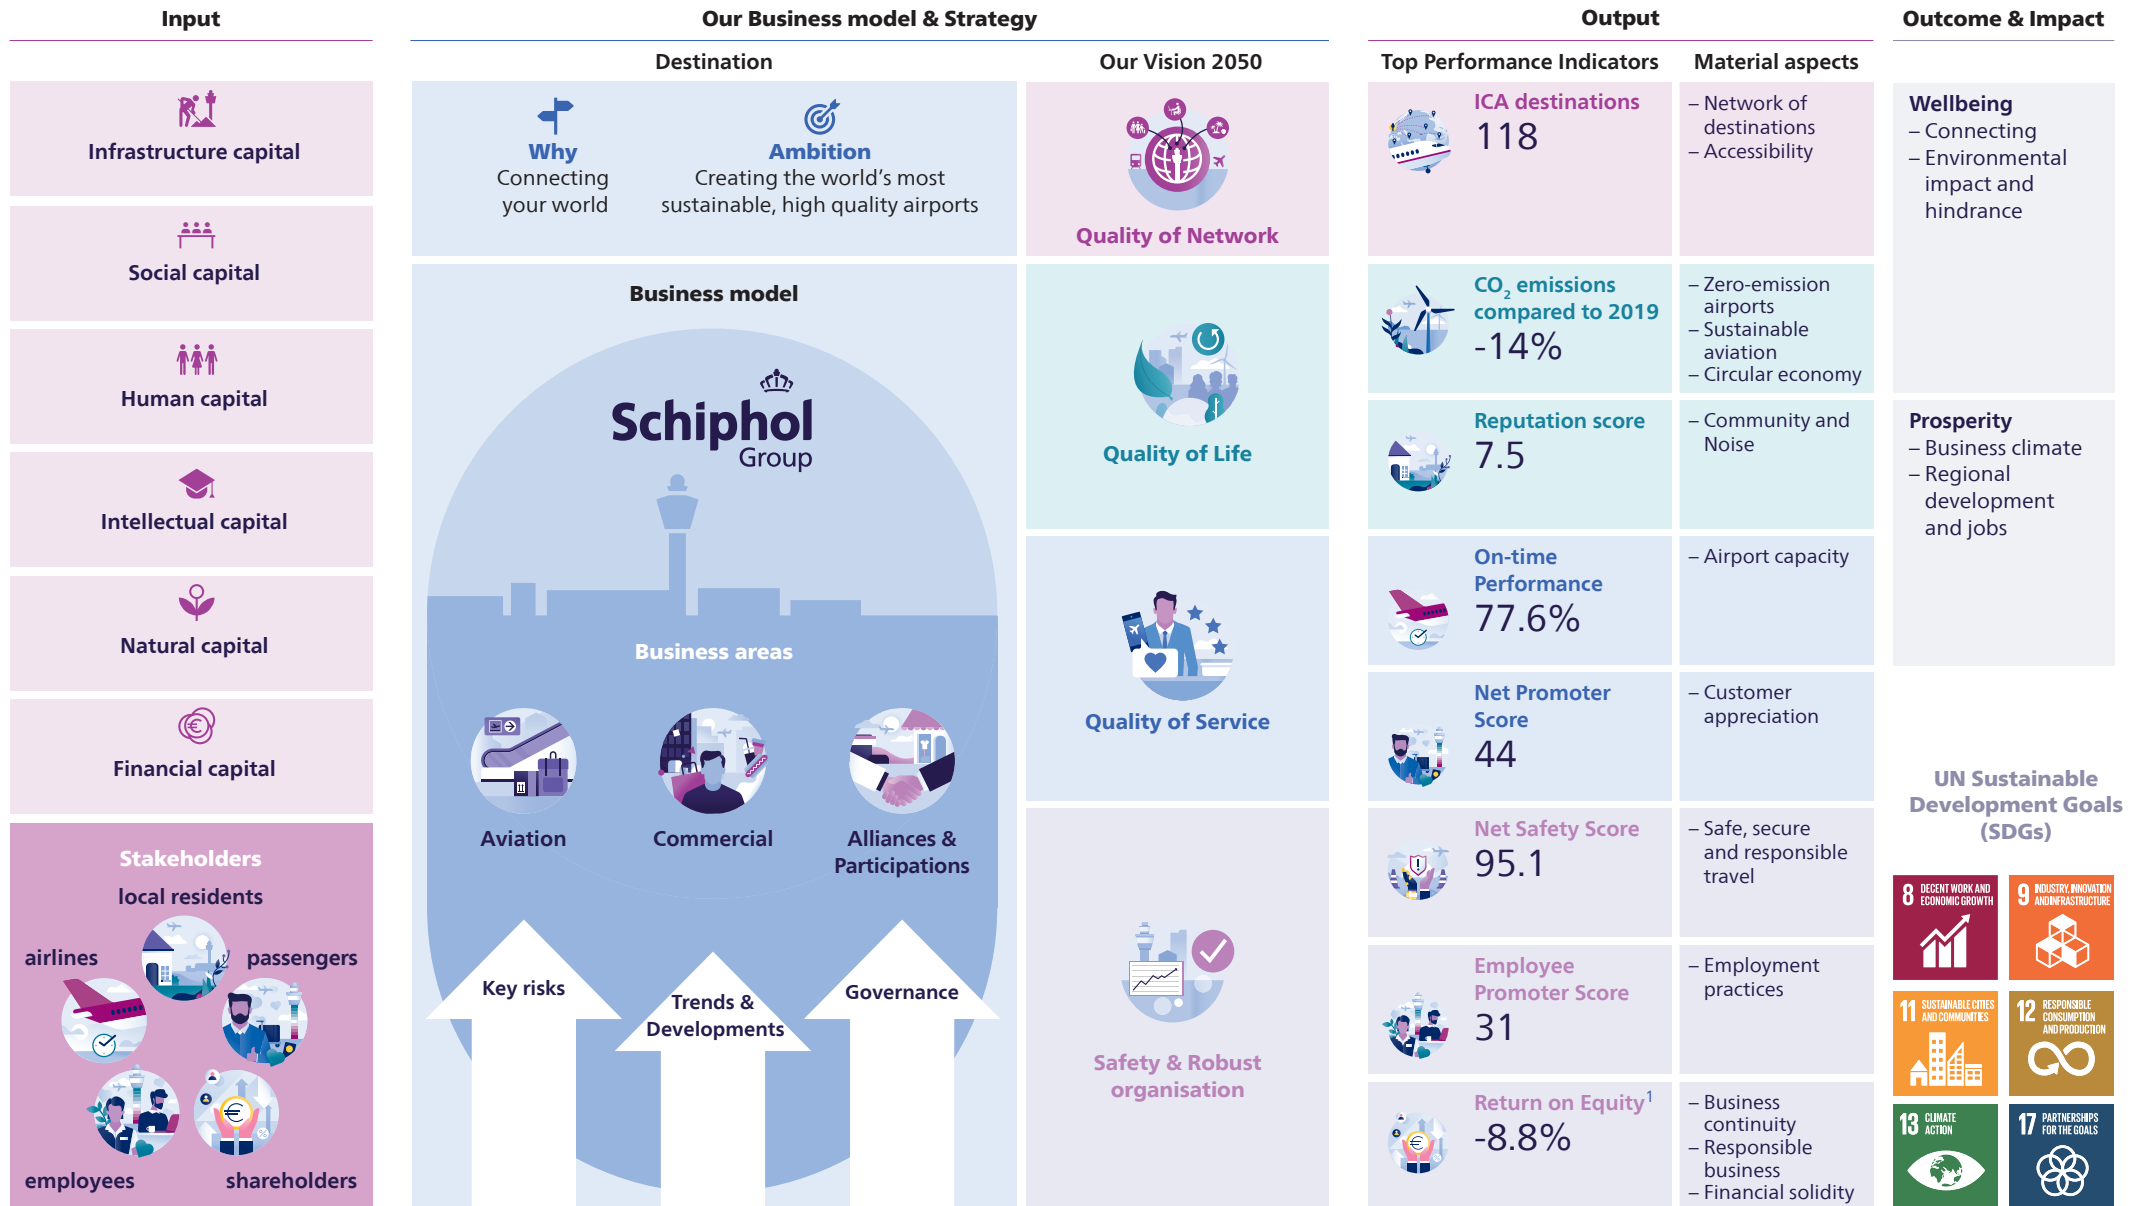 Input
Infrastructure capital
Social capital
Human capital
Intellectual capital
Natural capital
Financial capital
Stakeholders
local residents
airlines
passengers
employees
shareholders
Our Business model & Strategy
Destination
Why
Connecting
your world
Ambition
Creating the world's most
sustainable, high quality airports
Business model
Schiphol
Group
Business areas
Aviation
Commercial
Alliances &
Participations
Key risks
Trends &
Developments
Governance
Our Vision 2050
Quality of Network
Quality of Life
Quality of Service
Safety & Robust
organisation
Output
Top Performance Indicators
Material aspects
ICA destinations
118
– Network of
destinations
– Accessibility
CO2 emissions
compared to 2019
-14%
– Zero-emission
airports
– Sustainable
aviation
– Circular economy
Reputation score
7.5
– Community and
Noise
On-time
Performance
77.6%
– Airport capacity
Net Promoter
Score
44
– Customer
appreciation
Net Safety Score
95.1
– Safe, secure
and responsible
travel
Employee
Promoter Score
31
– Employment
practices
Return on Equity1
-8.8%
– Business
continuity
– Responsible
business
– Financial solidity
Outcome & Impact
Wellbeing
– Connecting
– Environmental
impact and
hindrance
Prosperity
– Business climate
– Regional
development
and jobs
UN Sustainable
Development Goals
(SDGs)
8 DECENT WORK AND
ECONOMIC GROWTH
9 INDUSTRY, INNOVATION
AND INFRASTRUCTURE
11 SUSTAINABLE CITIES
AND COMMUNITIES
12 RESPONSIBLE
CONSUMPTION
AND PRODUCTION
13 CLIMATE
ACTION
17 PARTNERSHIPS
FOR THE GOALS